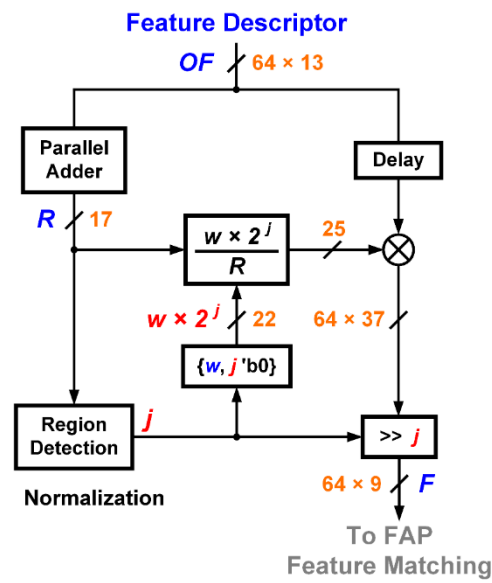 Feature Descriptor
OF
64 × 13
Parallel
Adder
Delay
R
17
w × 2 j
R
25
w × 2 j
22
64 × 37
{w, j 'b0}
Region
Detection
j
>> j
Normalization
64 × 9
F
To FAP
Feature Matching